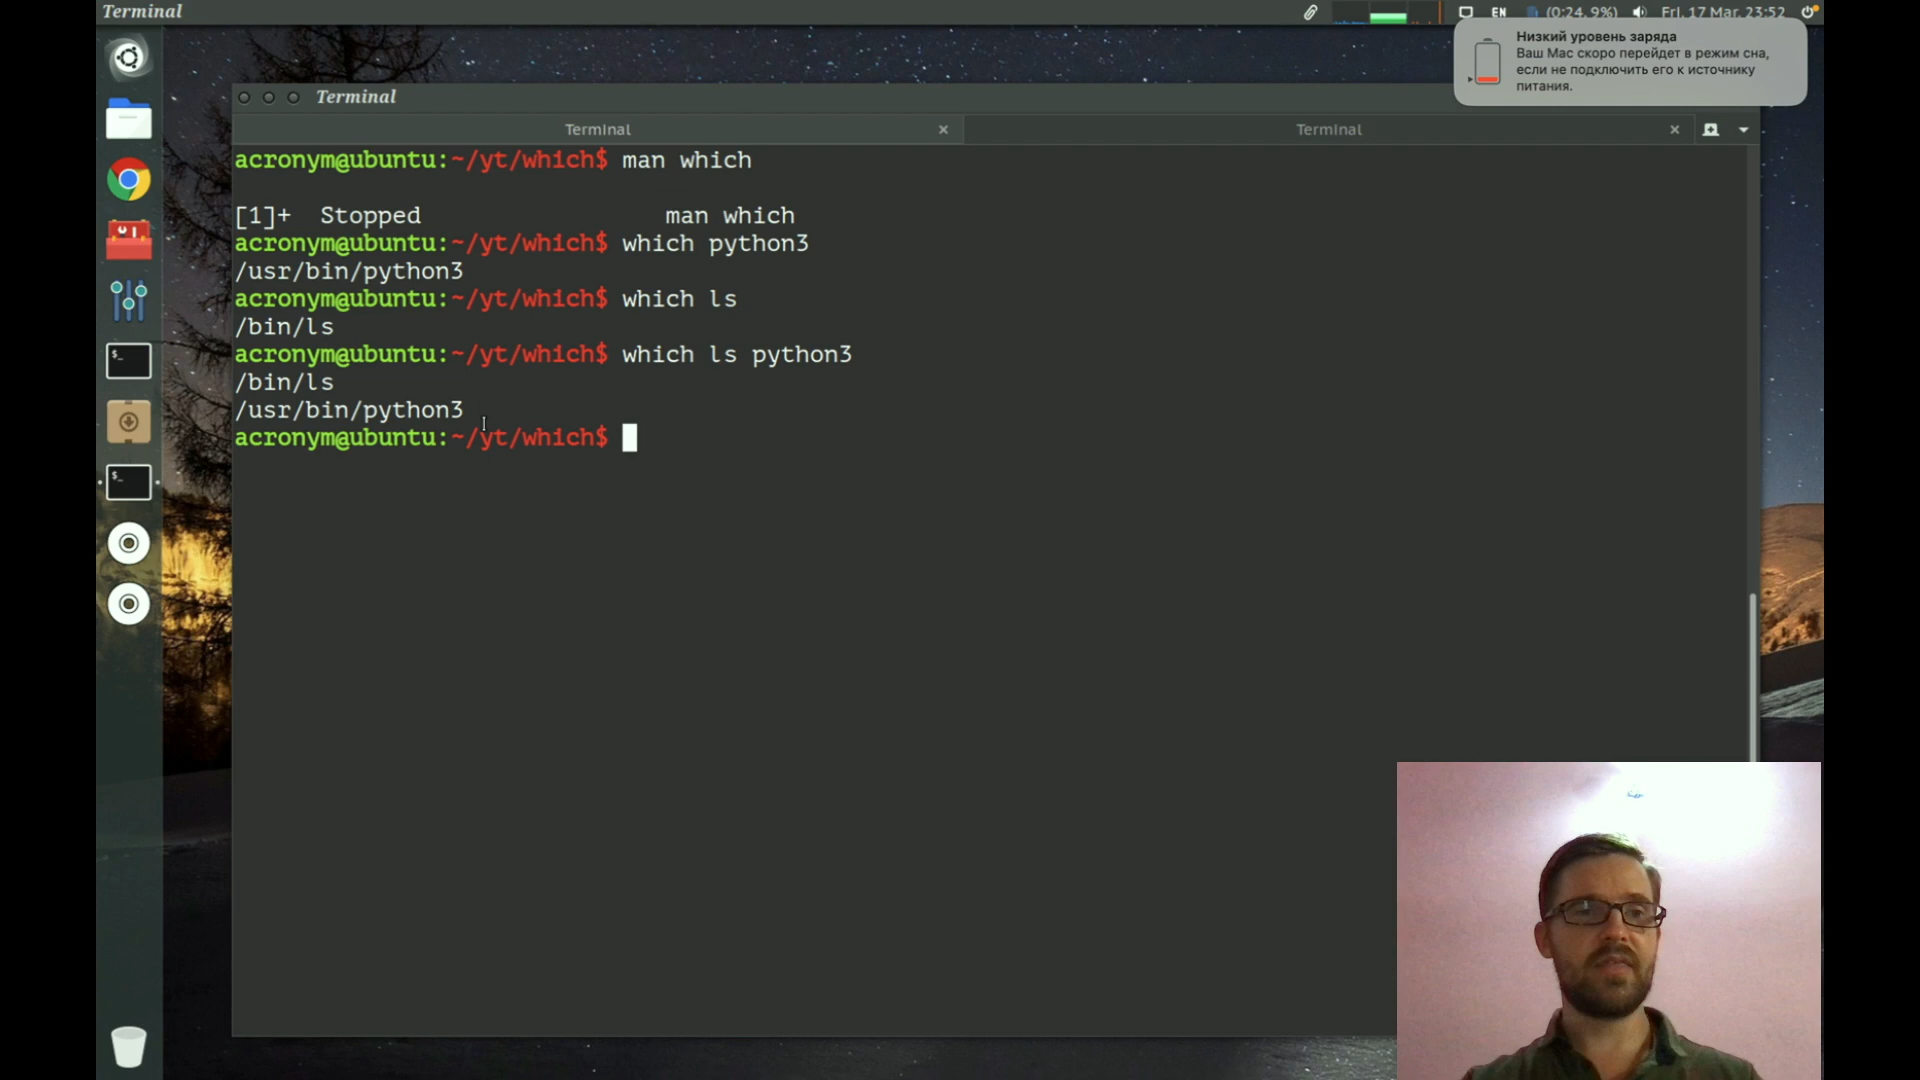 Terminal
EN (0:24, 9%) Fri, 17 Mar, 23:52
Низкий уровень заряда
Ваш Mac скоро перейдет в режим сна,
если не подключить его к источнику
питания.
Terminal
Terminal
Terminal
acronym@ubuntu:~/yt/which$ man which
[1]+  Stopped                 man which
acronym@ubuntu:~/yt/which$ which python3
/usr/bin/python3
acronym@ubuntu:~/yt/which$ which ls
/bin/ls
acronym@ubuntu:~/yt/which$ which ls python3
/bin/ls
/usr/bin/python3
acronym@ubuntu:~/yt/which$
$_
$_